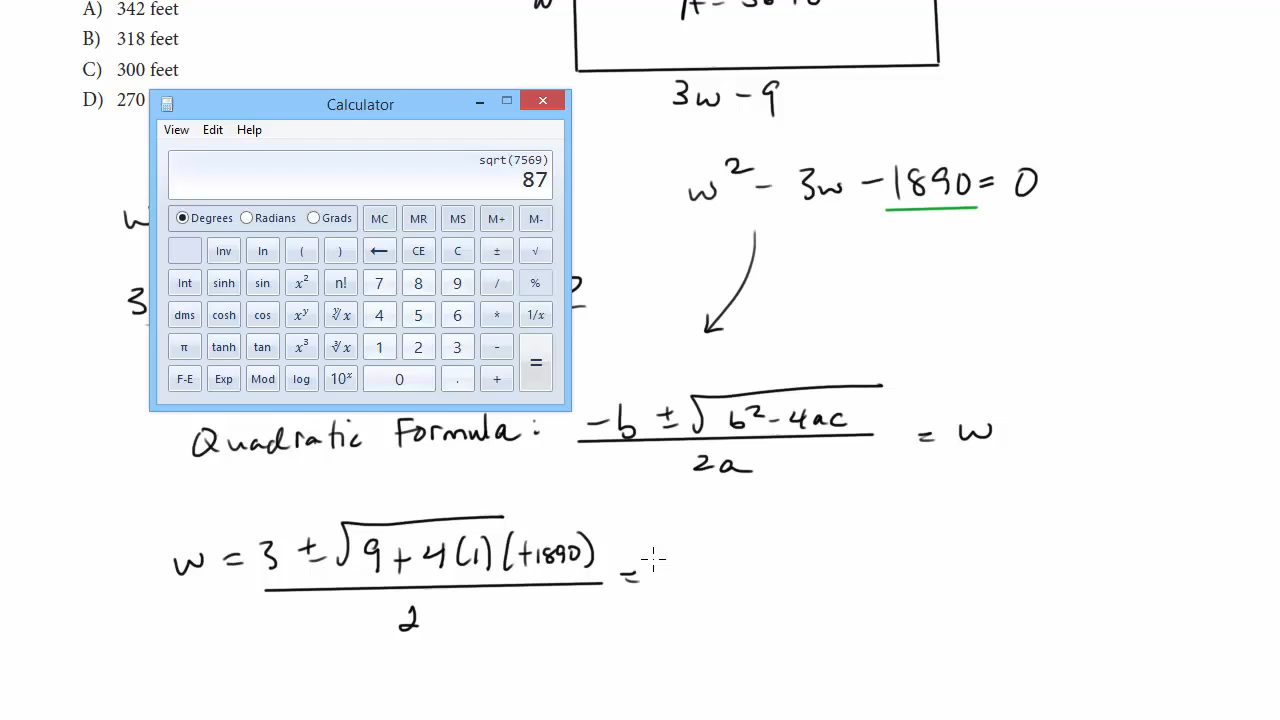 A) 342 feet
B) 318 feet
C) 300 feet
D) 270
3w - 9
w² - 3w - 1890 = 0
Calculator
View Edit Help
sqrt(7569)
87
Degrees Radians Grads MC MR MS M+ M-
Inv ln ( ) ← CE C ± √
Int sinh sin x² n! 7 8 9 / %
dms cosh cos xʸ ʸ√x 4 5 6 * 1/x
π tanh tan x³ ³√x 1 2 3 - =
F-E Exp Mod log 10ˣ 0 . +
w
3 2
Quadratic Formula: -b ± √ b² - 4ac = w
2a
w = 3 ± √ 9 + 4(1)(+1890) =
2